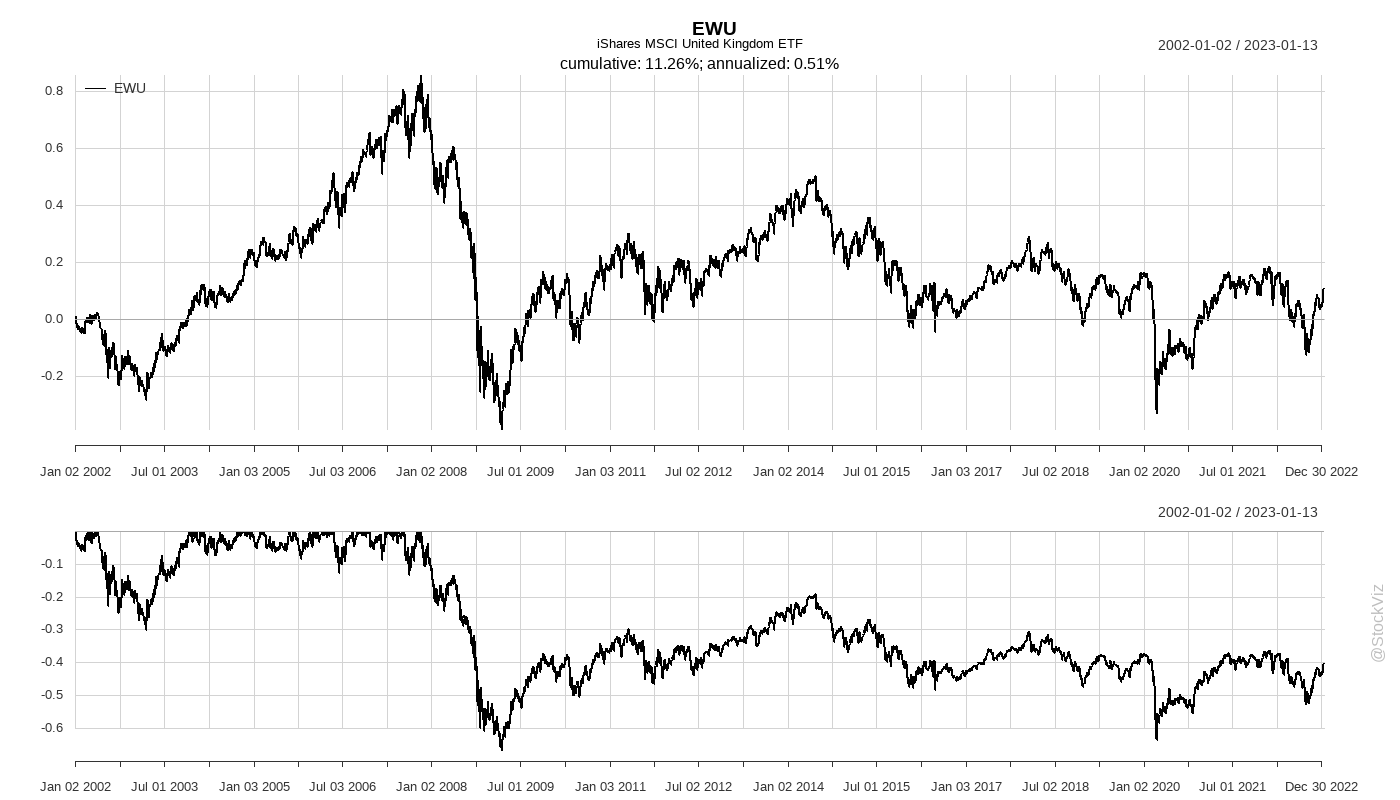 EWU
iShares MSCI United Kingdom ETF
2002-01-02 / 2023-01-13
cumulative: 11.26%; annualized: 0.51%
EWU
0.8
0.6
0.4
0.2
0.0
-0.2
Jan 02 2002 Jul 01 2003 Jan 03 2005 Jul 03 2006 Jan 02 2008 Jul 01 2009 Jan 03 2011 Jul 02 2012 Jan 02 2014 Jul 01 2015 Jan 03 2017 Jul 02 2018 Jan 02 2020 Jul 01 2021 Dec 30 2022
2002-01-02 / 2023-01-13
-0.1
-0.2
-0.3
-0.4
-0.5
-0.6
Jan 02 2002 Jul 01 2003 Jan 03 2005 Jul 03 2006 Jan 02 2008 Jul 01 2009 Jan 03 2011 Jul 02 2012 Jan 02 2014 Jul 01 2015 Jan 03 2017 Jul 02 2018 Jan 02 2020 Jul 01 2021 Dec 30 2022
@StockViz